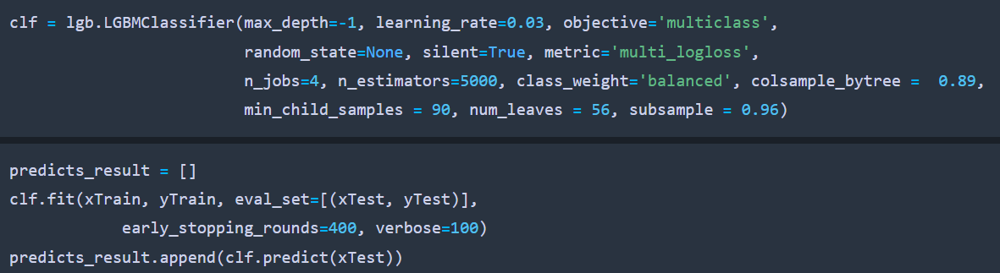 clf = lgb.LGBMClassifier(max_depth=-1, learning_rate=0.03, objective='multiclass',
random_state=None, silent=True, metric='multi_logloss',
n_jobs=4, n_estimators=5000, class_weight='balanced', colsample_bytree =  0.89,
min_child_samples = 90, num_leaves = 56, subsample = 0.96)
predicts_result = []
clf.fit(xTrain, yTrain, eval_set=[(xTest, yTest)],
early_stopping_rounds=400, verbose=100)
predicts_result.append(clf.predict(xTest))